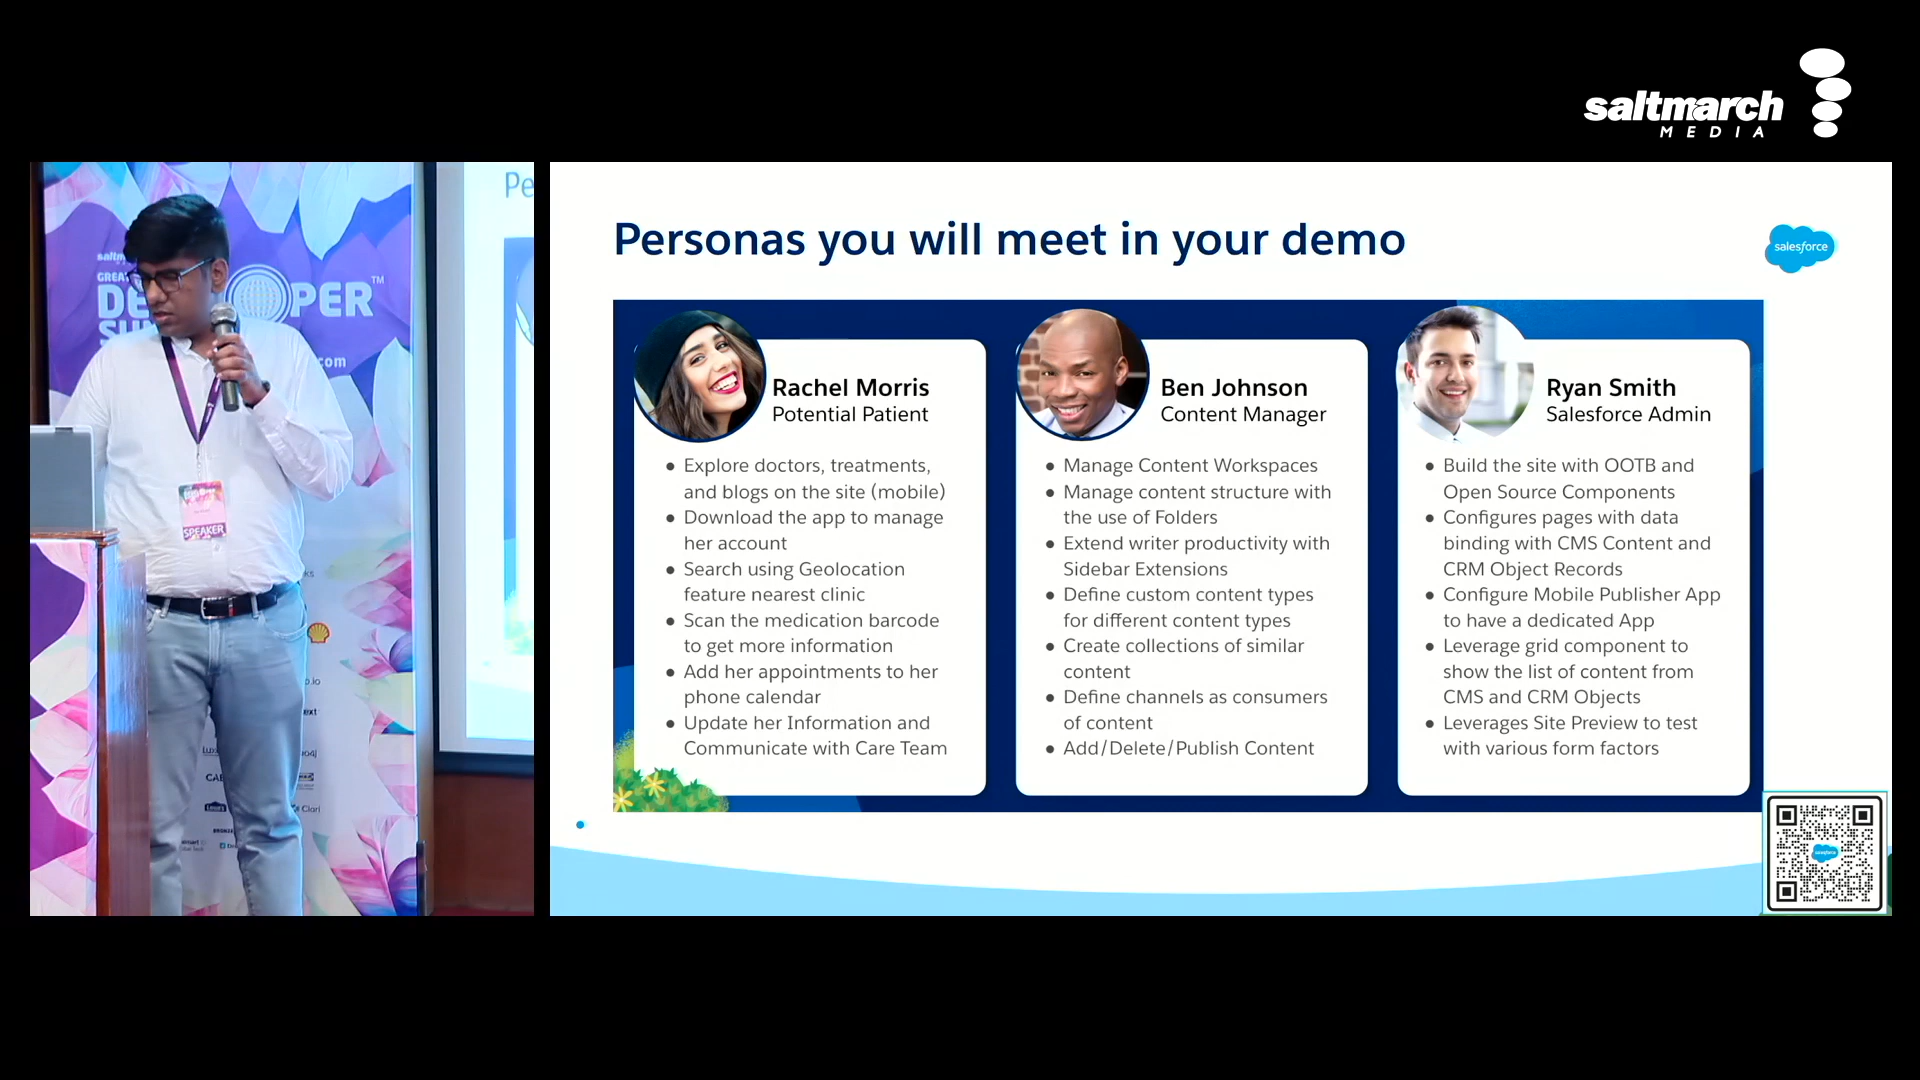 saltmarch
MEDIA
Pe
saltm
GREAT
DE OPER™
SUM
.com
SPEAKER
Personas you will meet in your demo
salesforce
Rachel Morris
Potential Patient
● Explore doctors, treatments,
and blogs on the site (mobile)
● Download the app to manage
her account
● Search using Geolocation
feature nearest clinic
● Scan the medication barcode
to get more information
● Add her appointments to her
phone calendar
● Update her Information and
Communicate with Care Team
Ben Johnson
Content Manager
● Manage Content Workspaces
● Manage content structure with
the use of Folders
● Extend writer productivity with
Sidebar Extensions
● Define custom content types
for different content types
● Create collections of similar
content
● Define channels as consumers
of content
● Add/Delete/Publish Content
Ryan Smith
Salesforce Admin
● Build the site with OOTB and
Open Source Components
● Configures pages with data
binding with CMS Content and
CRM Object Records
● Configure Mobile Publisher App
to have a dedicated App
● Leverage grid component to
show the list of content from
CMS and CRM Objects
● Leverages Site Preview to test
with various form factors
salesforce